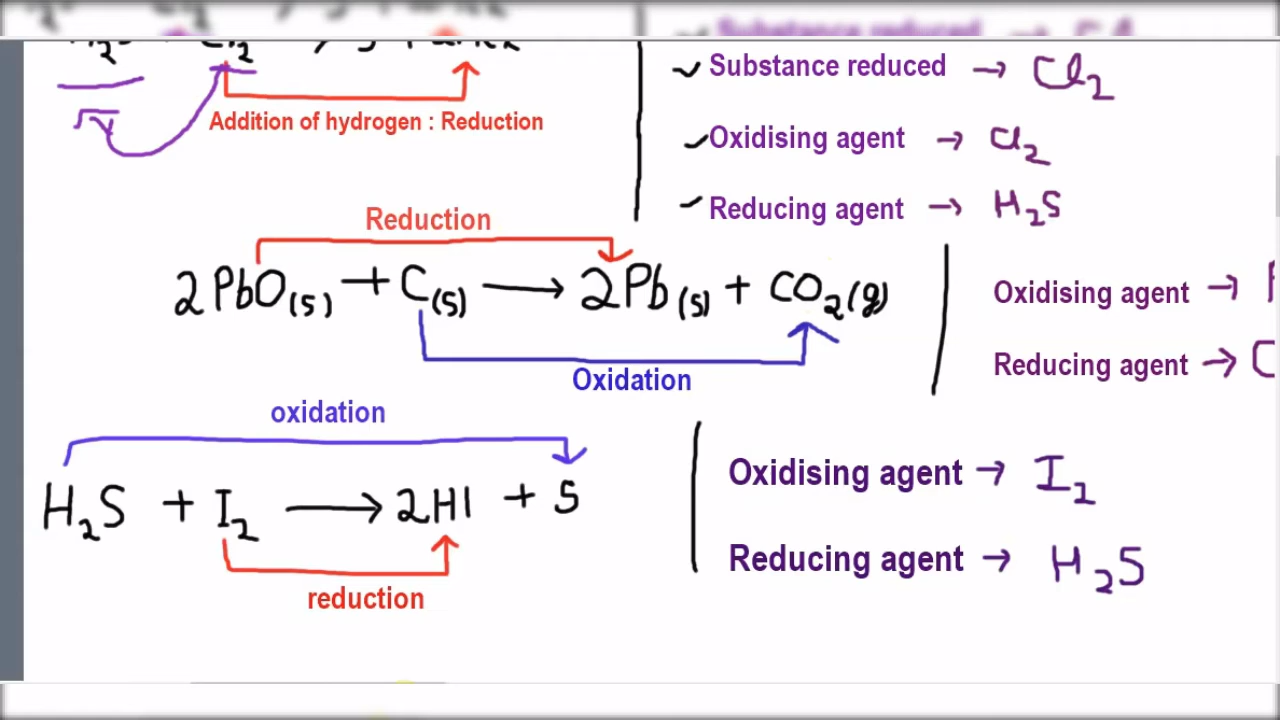 Substance reduced → Cl2
Addition of hydrogen : Reduction
Oxidising agent → Cl2
Reducing agent → H2S
Reduction
2PbO(s) + C(s) → 2Pb(s) + CO2(g)
Oxidation
Oxidising agent →
Reducing agent →
oxidation
H2S + I2 → 2HI + S
reduction
Oxidising agent → I2
Reducing agent → H2S